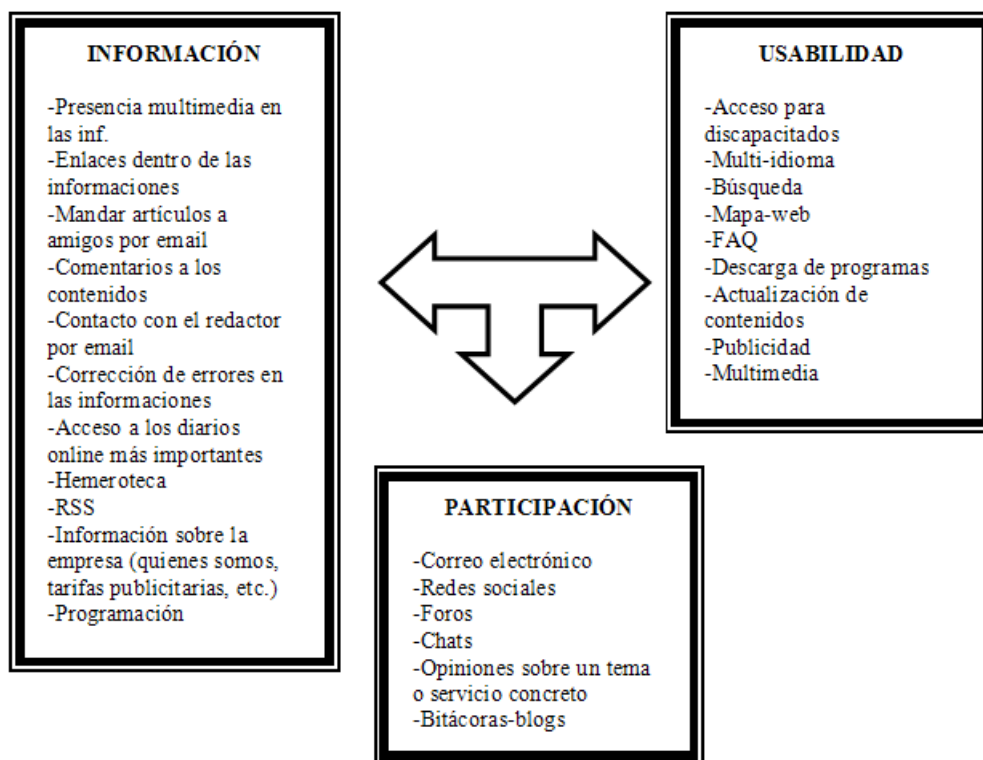 INFORMACIÓN
-Presencia multimedia en
las inf.
-Enlaces dentro de las
informaciones
-Mandar artículos a
amigos por email
-Comentarios a los
contenidos
-Contacto con el redactor
por email
-Corrección de errores en
las informaciones
-Acceso a los diarios
online más importantes
-Hemeroteca
-RSS
-Información sobre la
empresa (quienes somos,
tarifas publicitarias, etc.)
-Programación
USABILIDAD
-Acceso para
discapacitados
-Multi-idioma
-Búsqueda
-Mapa-web
-FAQ
-Descarga de programas
-Actualización de
contenidos
-Publicidad
-Multimedia
PARTICIPACIÓN
-Correo electrónico
-Redes sociales
-Foros
-Chats
-Opiniones sobre un tema
o servicio concreto
-Bitácoras-blogs